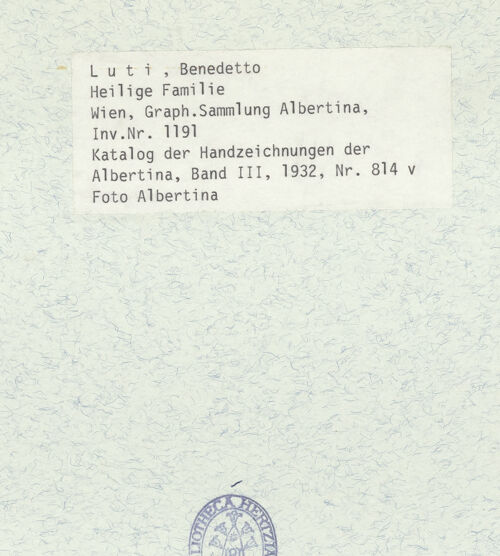 L u t i , Benedetto
Heilige Familie
Wien, Graph.Sammlung Albertina,
Inv.Nr. 1191
Katalog der Handzeichnungen der
Albertina, Band III, 1932, Nr. 814 v
Foto Albertina